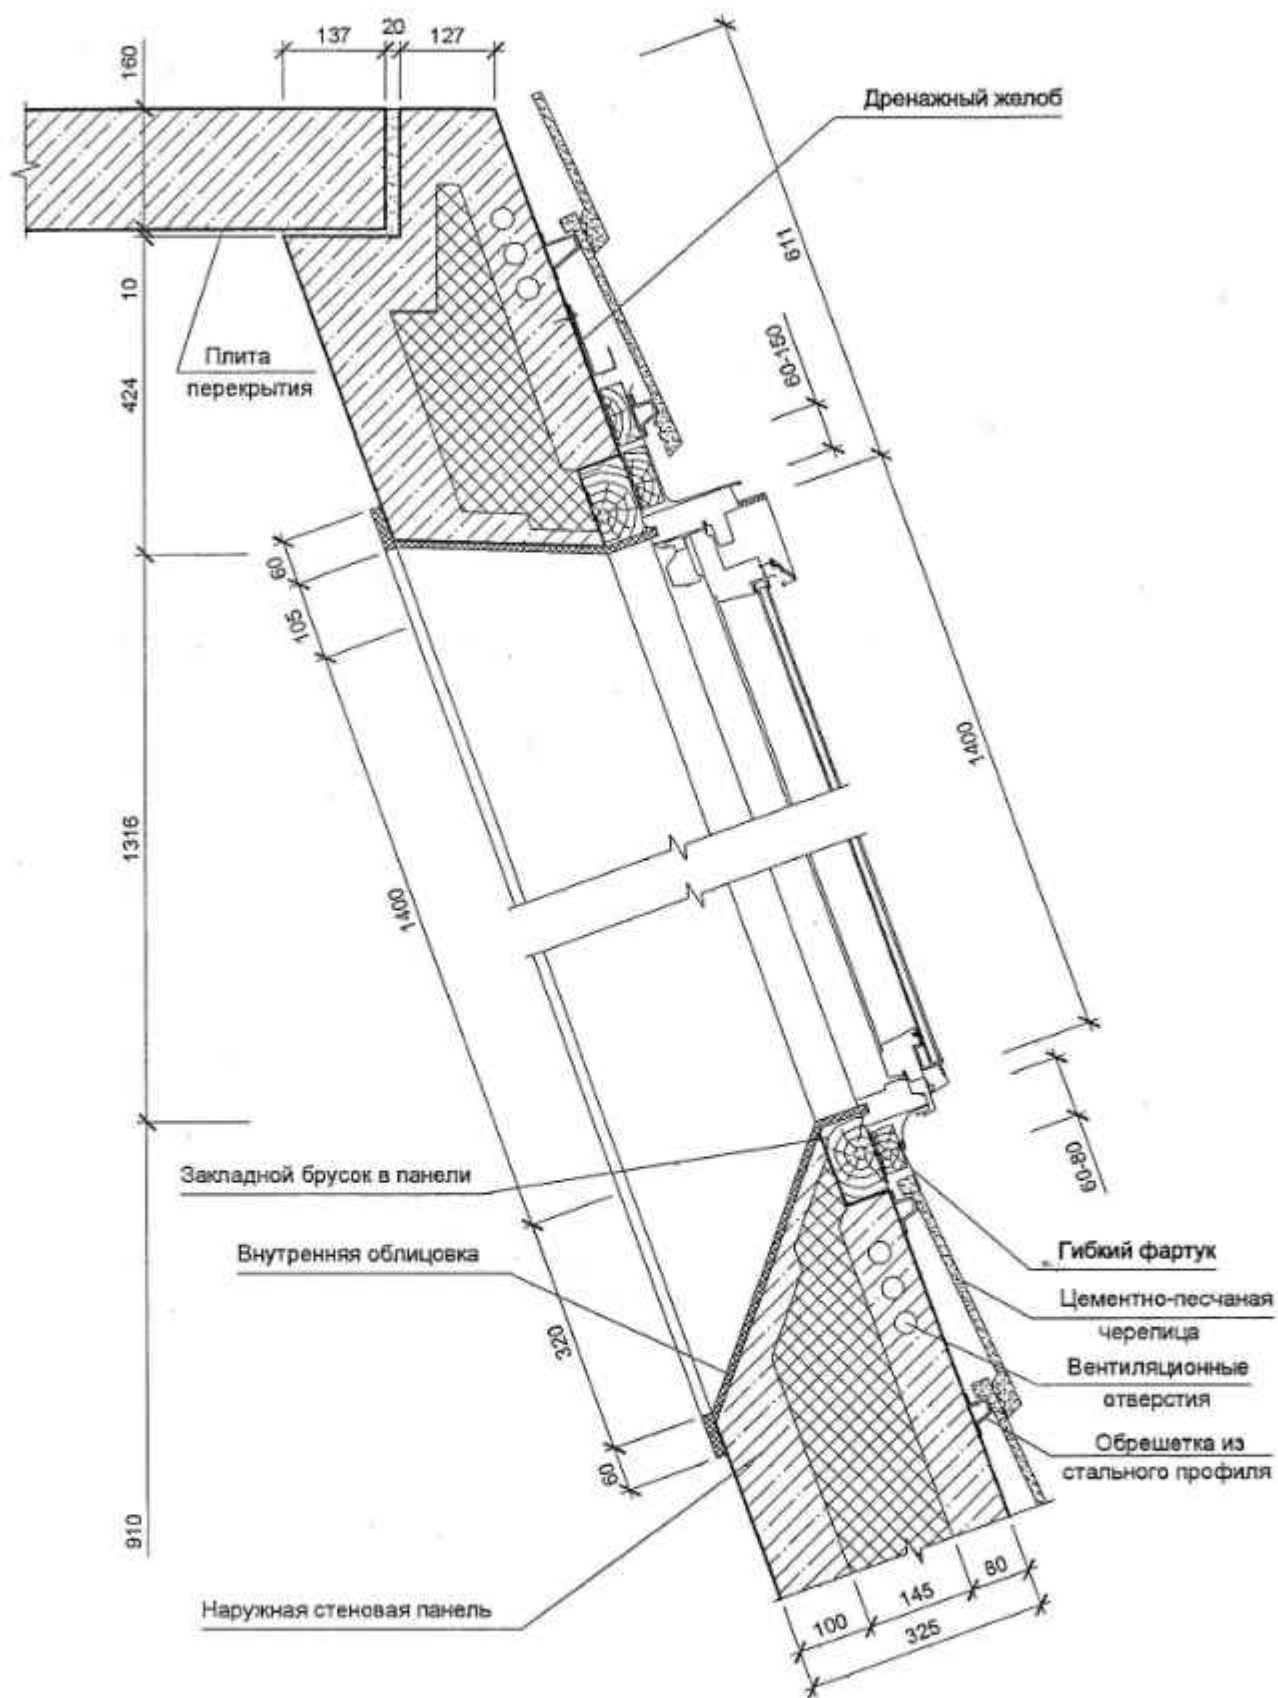 137
20
127
160
Дренажный желоб
611
10
60-150
Плита
перекрытия
424
60
105
1400
1316
1400
Закладной брусок в панели
60-80
Внутренняя облицовка
Гибкий фартук
Цементно-песчаная
черепица
320
Вентиляционные
отверстия
60
Обрешетка из
стального профиля
910
Наружная стеновая панель
100
145
80
325